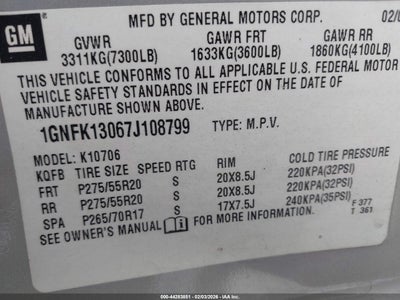 MFD BY GENERAL MOTORS CORP. 02/0
GM
GVWR GAWR FRT GAWR RR
3311KG(7300LB) 1633KG(3600LB) 1860KG(4100LB)
THIS VEHICLE CONFORMS TO ALL APPLICABLE U.S. FEDERAL MOTOR
VEHICLE SAFETY STANDARDS IN EFFECT ON THE DATE OF
MANUFACTURE SHOWN ABOVE.
1GNFK13067J108799 TYPE: M.P.V.
MODEL: K10706
KQFB TIRE SIZE SPEED RTG RIM COLD TIRE PRESSURE
FRT P275/55R20 S 20X8.5J 220KPA(32PSI)
RR P275/55R20 S 20X8.5J 220KPA(32PSI)
SPA P265/70R17 S 17X7.5J 240KPA(35PSI)
SEE OWNER'S MANUAL FOR MORE INFORMATION. F 377
T 361
Stock No: 44283851 - 02/03/2026 - IAA Inc.